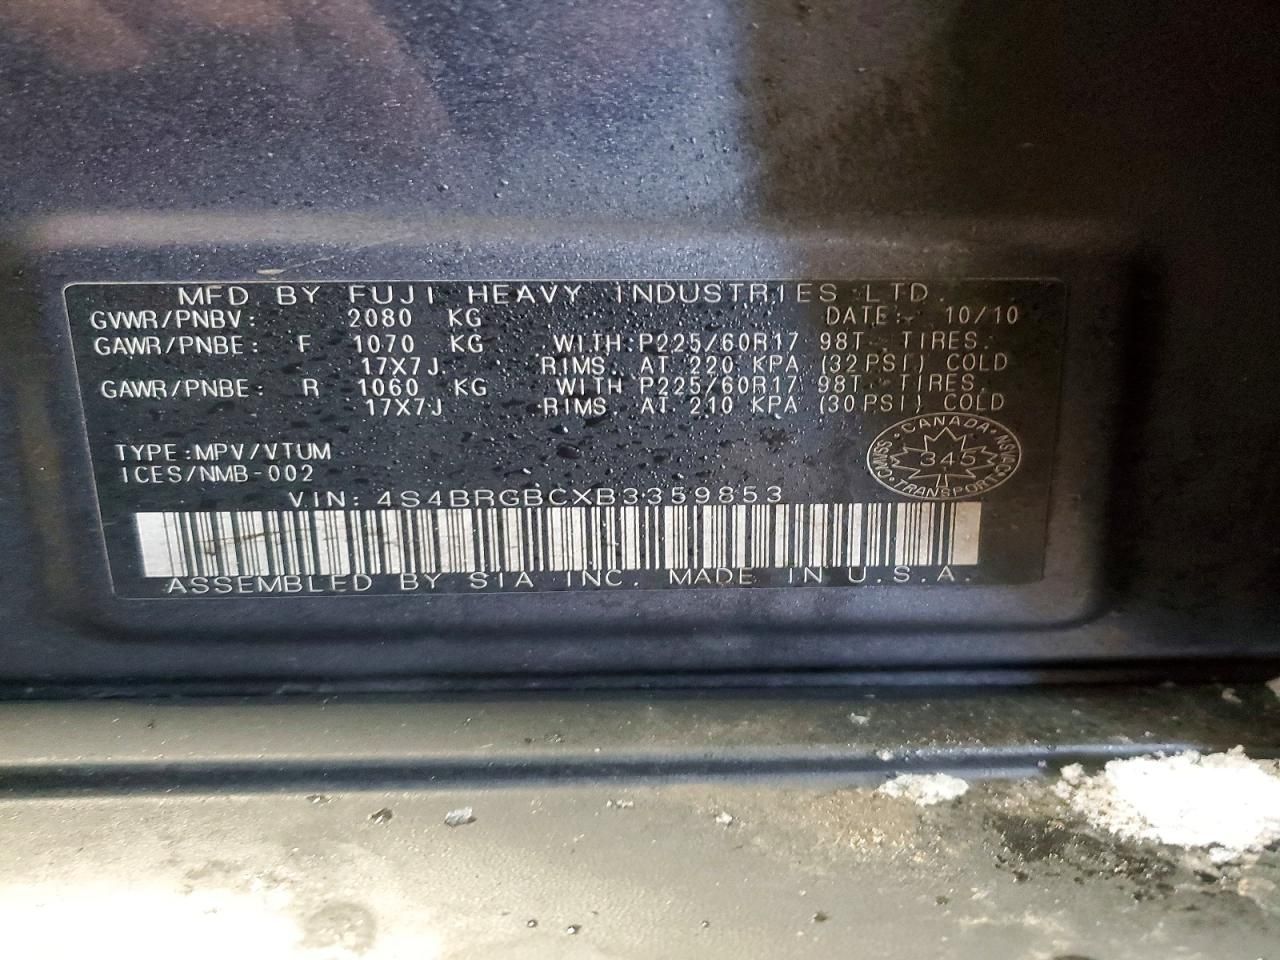 MFD BY FUJI HEAVY INDUSTRIES LTD.
GVWR/PNBV: 2080 KG DATE: 10/10
GAWR/PNBE: F 1070 KG WITH P225/60R17 98T TIRES.
17X7J RIMS AT 220 KPA (32PSI) COLD
GAWR/PNBE: R 1060 KG WITH P225/60R17 98T TIRES.
17X7J RIMS AT 210 KPA (30PSI) COLD
TYPE:MPV/VTUM
ICES/NMB-002
CANADA
CMVSS 345 NSVAC
TRANSPORT
VIN: 4S4BRGBCXB3359853
ASSEMBLED BY SIA INC. MADE IN U.S.A.